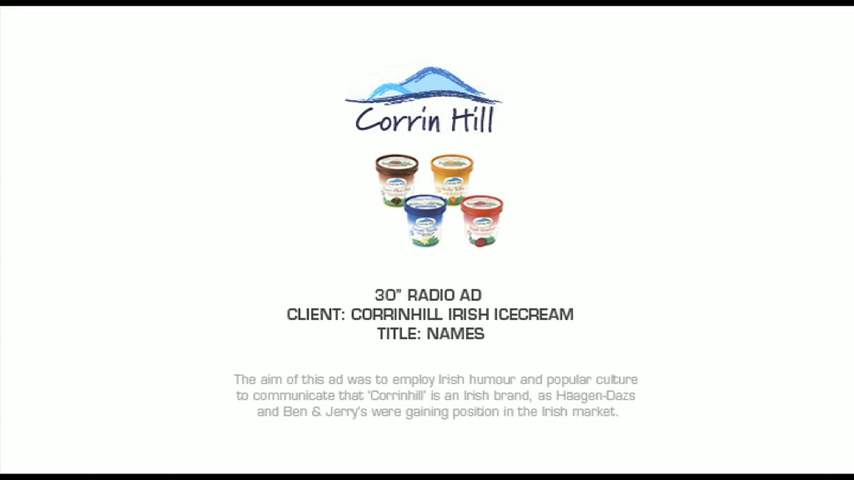 Corrin Hill
30" RADIO AD
CLIENT: CORRINHILL IRISH ICECREAM
TITLE: NAMES
The aim of this ad was to employ Irish humour and popular culture
to communicate that 'Corrinhill' is an Irish brand, as Häagen-Dazs
and Ben & Jerry's were gaining position in the Irish market.